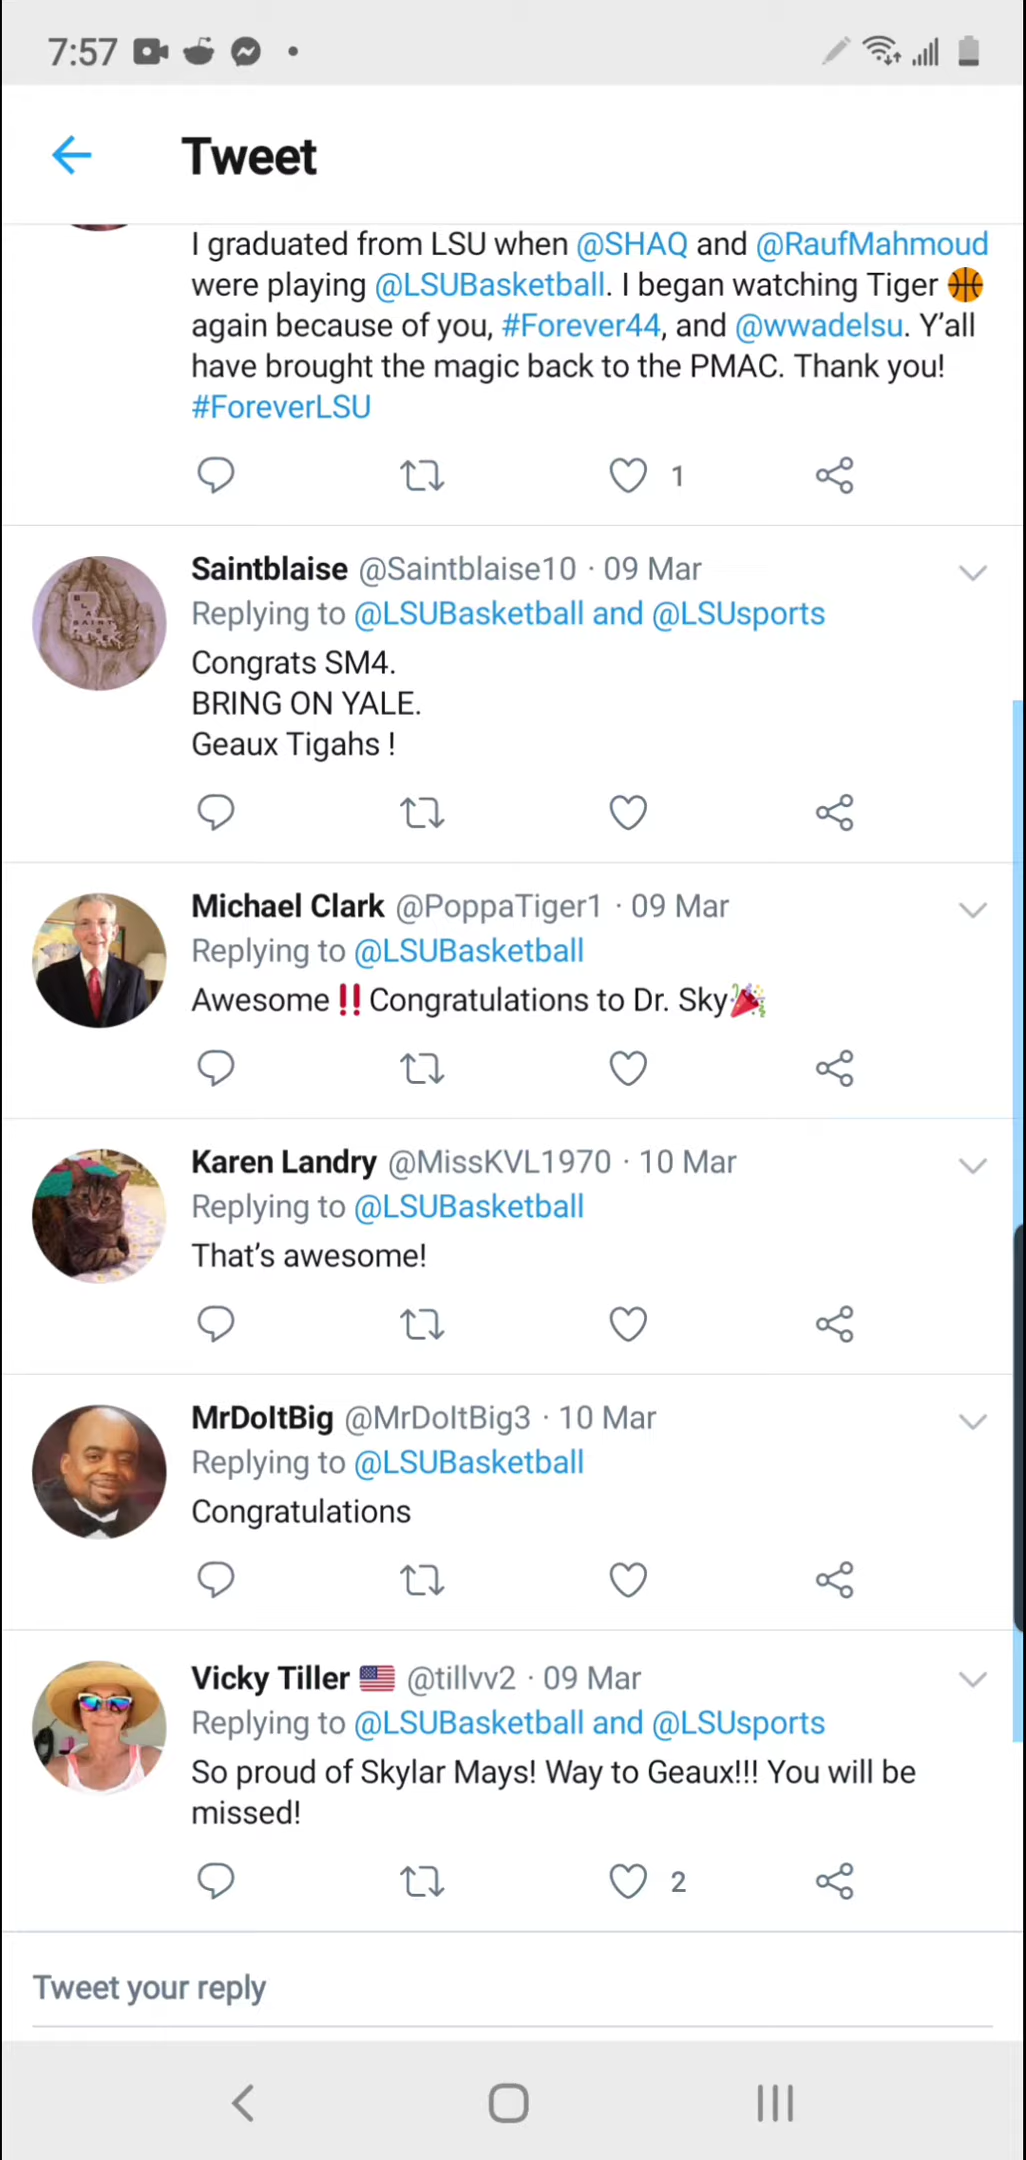 7:57
Tweet
I graduated from LSU when @SHAQ and @RaufMahmoud
were playing @LSUBasketball. I began watching Tiger 🏀
again because of you, #Forever44, and @wwadelsu. Y’all
have brought the magic back to the PMAC. Thank you!
#ForeverLSU
1
Saintblaise @Saintblaise10 · 09 Mar
Replying to @LSUBasketball and @LSUsports
Congrats SM4.
BRING ON YALE.
Geaux Tigahs !
Michael Clark @PoppaTiger1 · 09 Mar
Replying to @LSUBasketball
Awesome‼️Congratulations to Dr. Sky🎉
Karen Landry @MissKVL1970 · 10 Mar
Replying to @LSUBasketball
That’s awesome!
MrDoItBig @MrDoItBig3 · 10 Mar
Replying to @LSUBasketball
Congratulations
Vicky Tiller 🇺🇸 @tillvv2 · 09 Mar
Replying to @LSUBasketball and @LSUsports
So proud of Skylar Mays! Way to Geaux!!! You will be
missed!
2
Tweet your reply